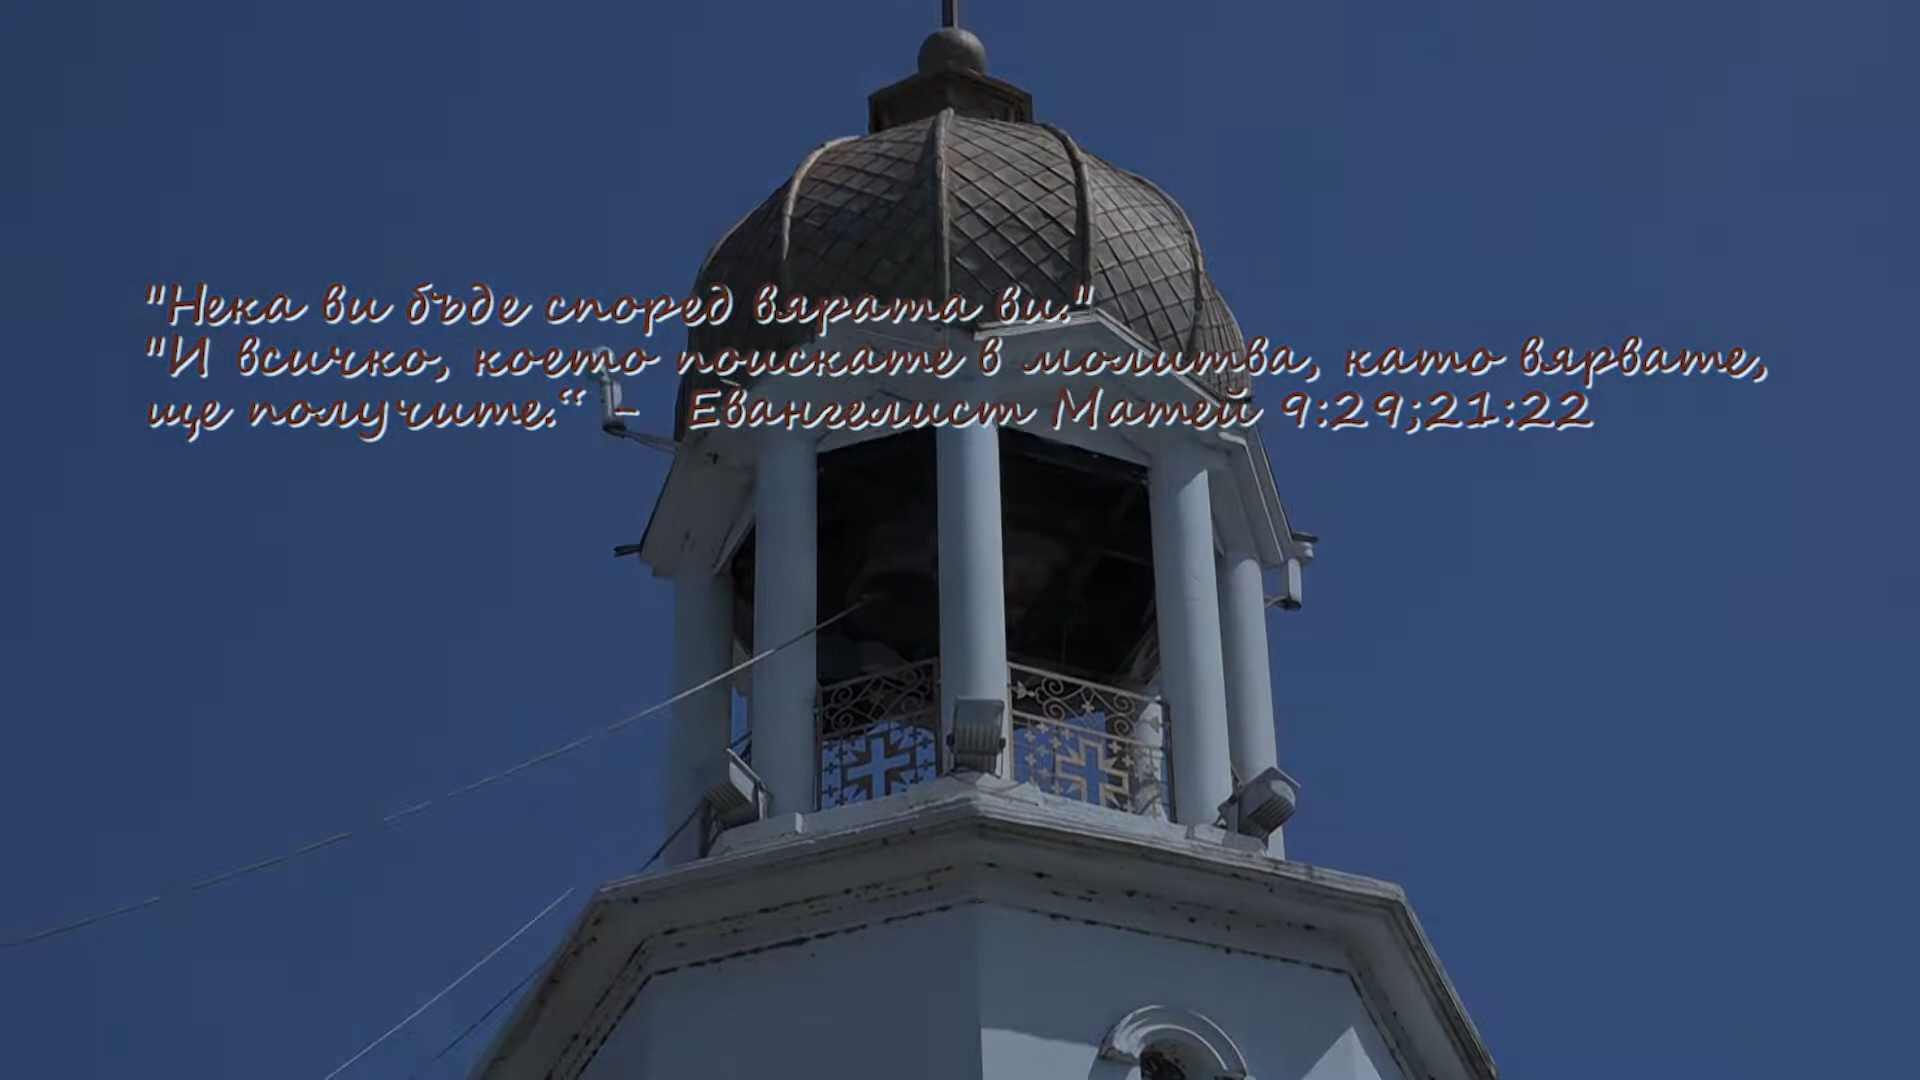 "Нека ви бъде според вярата ви."
"И всичко, което поискате в молитва, като вярвате,
ще получите.“ – Евангелист Матей 9:29;21:22